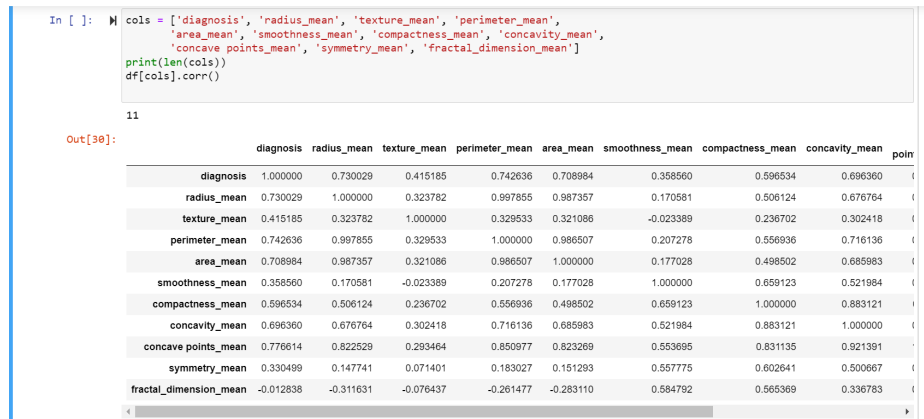 In [ ]: cols = ['diagnosis', 'radius_mean', 'texture_mean', 'perimeter_mean',
'area_mean', 'smoothness_mean', 'compactness_mean', 'concavity_mean',
'concave points_mean', 'symmetry_mean', 'fractal_dimension_mean']
print(len(cols))
df[cols].corr()
11
Out[30]:
diagnosis radius_mean texture_mean perimeter_mean area_mean smoothness_mean compactness_mean concavity_mean
diagnosis 1.000000 0.730029 0.415185 0.742636 0.708984 0.358560 0.596534 0.696360
radius_mean 0.730029 1.000000 0.323782 0.997855 0.987357 0.170581 0.506124 0.676764
texture_mean 0.415185 0.323782 1.000000 0.329533 0.321086 -0.023389 0.236702 0.302418
perimeter_mean 0.742636 0.997855 0.329533 1.000000 0.986507 0.207278 0.556936 0.716136
area_mean 0.708984 0.987357 0.321086 0.986507 1.000000 0.177028 0.498502 0.685983
smoothness_mean 0.358560 0.170581 -0.023389 0.207278 0.177028 1.000000 0.659123 0.521984
compactness_mean 0.596534 0.506124 0.236702 0.556936 0.498502 0.659123 1.000000 0.883121
concavity_mean 0.696360 0.676764 0.302418 0.716136 0.685983 0.521984 0.883121 1.000000
concave points_mean 0.776614 0.822529 0.293464 0.850977 0.823269 0.553695 0.831135 0.921391
symmetry_mean 0.330499 0.147741 0.071401 0.183027 0.151293 0.557775 0.602641 0.500667
fractal_dimension_mean -0.012838 -0.311631 -0.076437 -0.261477 -0.283110 0.584792 0.565369 0.336783